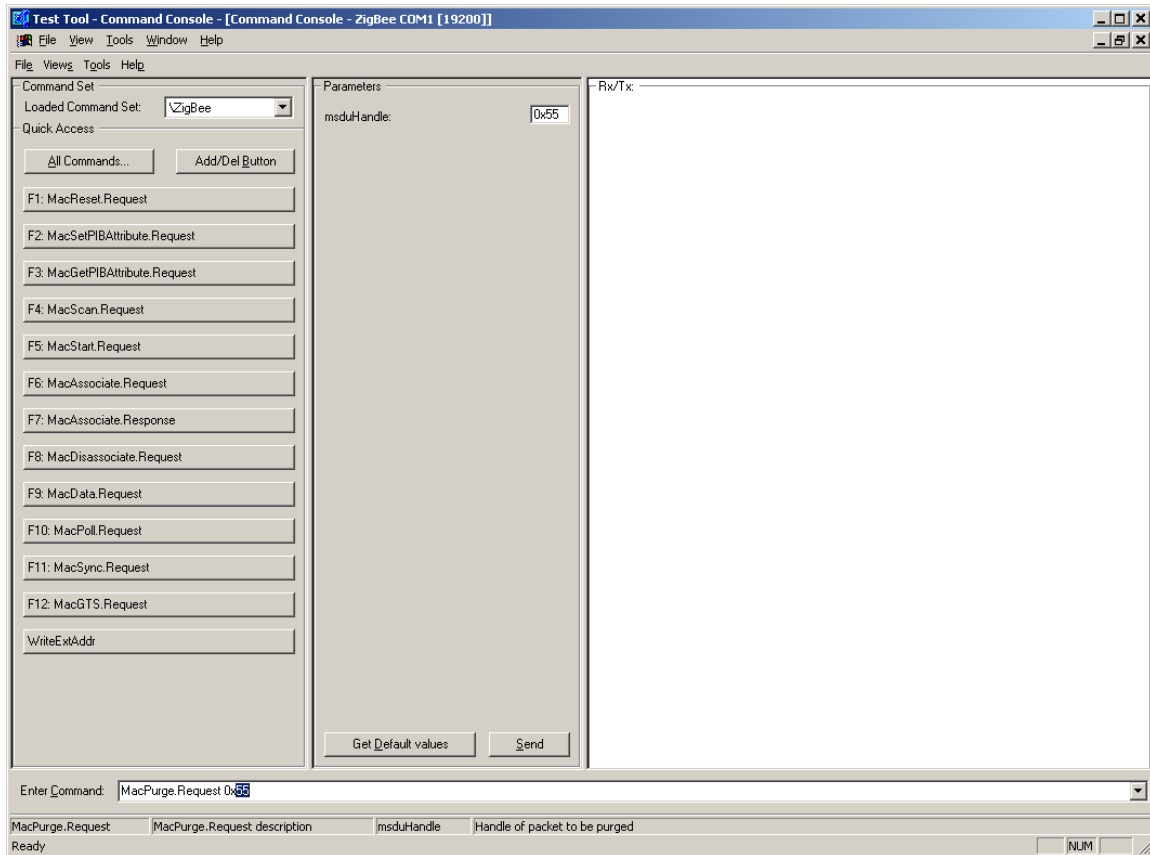 Test Tool - Command Console - [Command Console - ZigBee COM1 [19200]]
File View Tools Window Help
File Views Tools Help
Command Set
Loaded Command Set: \ZigBee
Quick Access
All Commands... Add/Del Button
F1: MacReset.Request
F2: MacSetPIBAttribute.Request
F3: MacGetPIBAttribute.Request
F4: MacScan.Request
F5: MacStart.Request
F6: MacAssociate.Request
F7: MacAssociate.Response
F8: MacDisassociate.Request
F9: MacData.Request
F10: MacPoll.Request
F11: MacSync.Request
F12: MacGTS.Request
WriteExtAddr
Parameters
msduHandle: 0x55
Get Default values Send
Rx/Tx:
Enter Command: MacPurge.Request 0x55
MacPurge.Request MacPurge.Request description msduHandle Handle of packet to be purged
Ready NUM